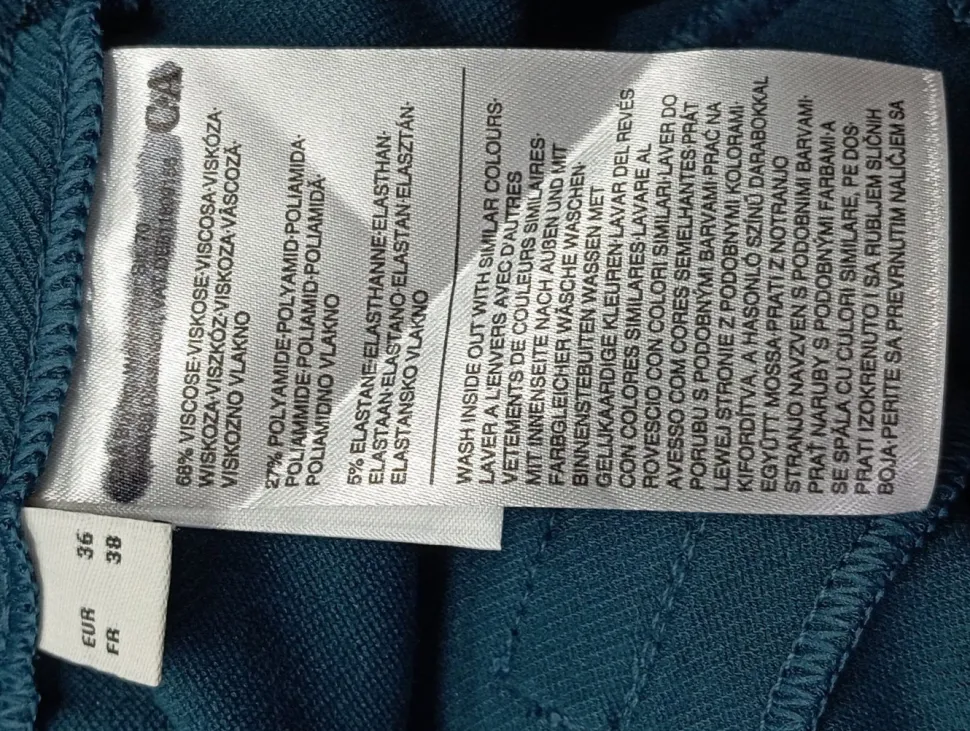 C&A
68% VISCOSE·VISKOSE·VISCOSA·VISKÓZA·
WISKOZA·VISZKÓZ·VISKOZA·VÂSCOZĂ·
VISKOZNO VLAKNO
27% POLYAMIDE·POLYAMID·POLIAMIDA·
POLIAMMIDE·POLIAMID·POLIAMIDĂ·
POLIAMIDNO VLAKNO
5% ELASTANE·ELASTHANNE·ELASTHAN·
ELASTAAN·ELASTANO·ELASTAN·ELASZTÁN·
ELASTANSKO VLAKNO
WASH INSIDE OUT WITH SIMILAR COLOURS·
LAVER A L'ENVERS AVEC D'AUTRES
VETEMENTS DE COULEURS SIMILAIRES·
MIT INNENSEITE NACH AUßEN UND MIT
FARBGLEICHER WÄSCHE WASCHEN·
BINNENSTEBUITEN WASSEN MET
GELIJKAARDIGE KLEUREN·LAVAR DEL REVÉS
CON COLORES SIMILARES·LAVARE AL
ROVESCIO CON COLORI SIMILARI·LAVER DO
AVESSO COM CORES SEMELHANTES·PRÁT
PORUBU S PODOBNÝMI BARVAMI·PRAĆ NA
LEWEJ STRONIE Z PODOBNYMI KOLORAMI·
KIFORDÍTVA, A HASONLÓ SZÍNŰ DARABOKKAL
EGYÜTT MOSSA·PRATI Z NOTRANJO
STRANJO NAVZVEN S PODOBNIMI BARVAMI·
PRAŤ NARUBY S PODOBNÝMI FARBAMI·A
SE SPĂLA CU CULORI SIMILARE, PE DOS·
PRATI IZOKRENUTO I SA RUBLJEM SLIČNIH
BOJA·PERITE SA PREVRNUTIM NALIČJEM SA
EUR 36
FR 38